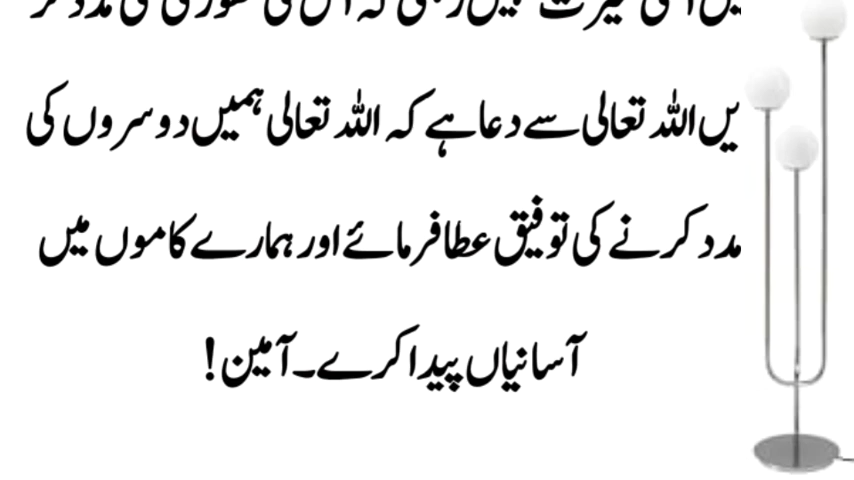 یں اللہ تعالی سے دعا ہے کہ اللہ تعالی ہمیں دوسروں کی
مدد کرنے کی توفیق عطا فرمائے اور ہمارے کاموں میں
آسانیاں پیدا کرے۔ آمین!